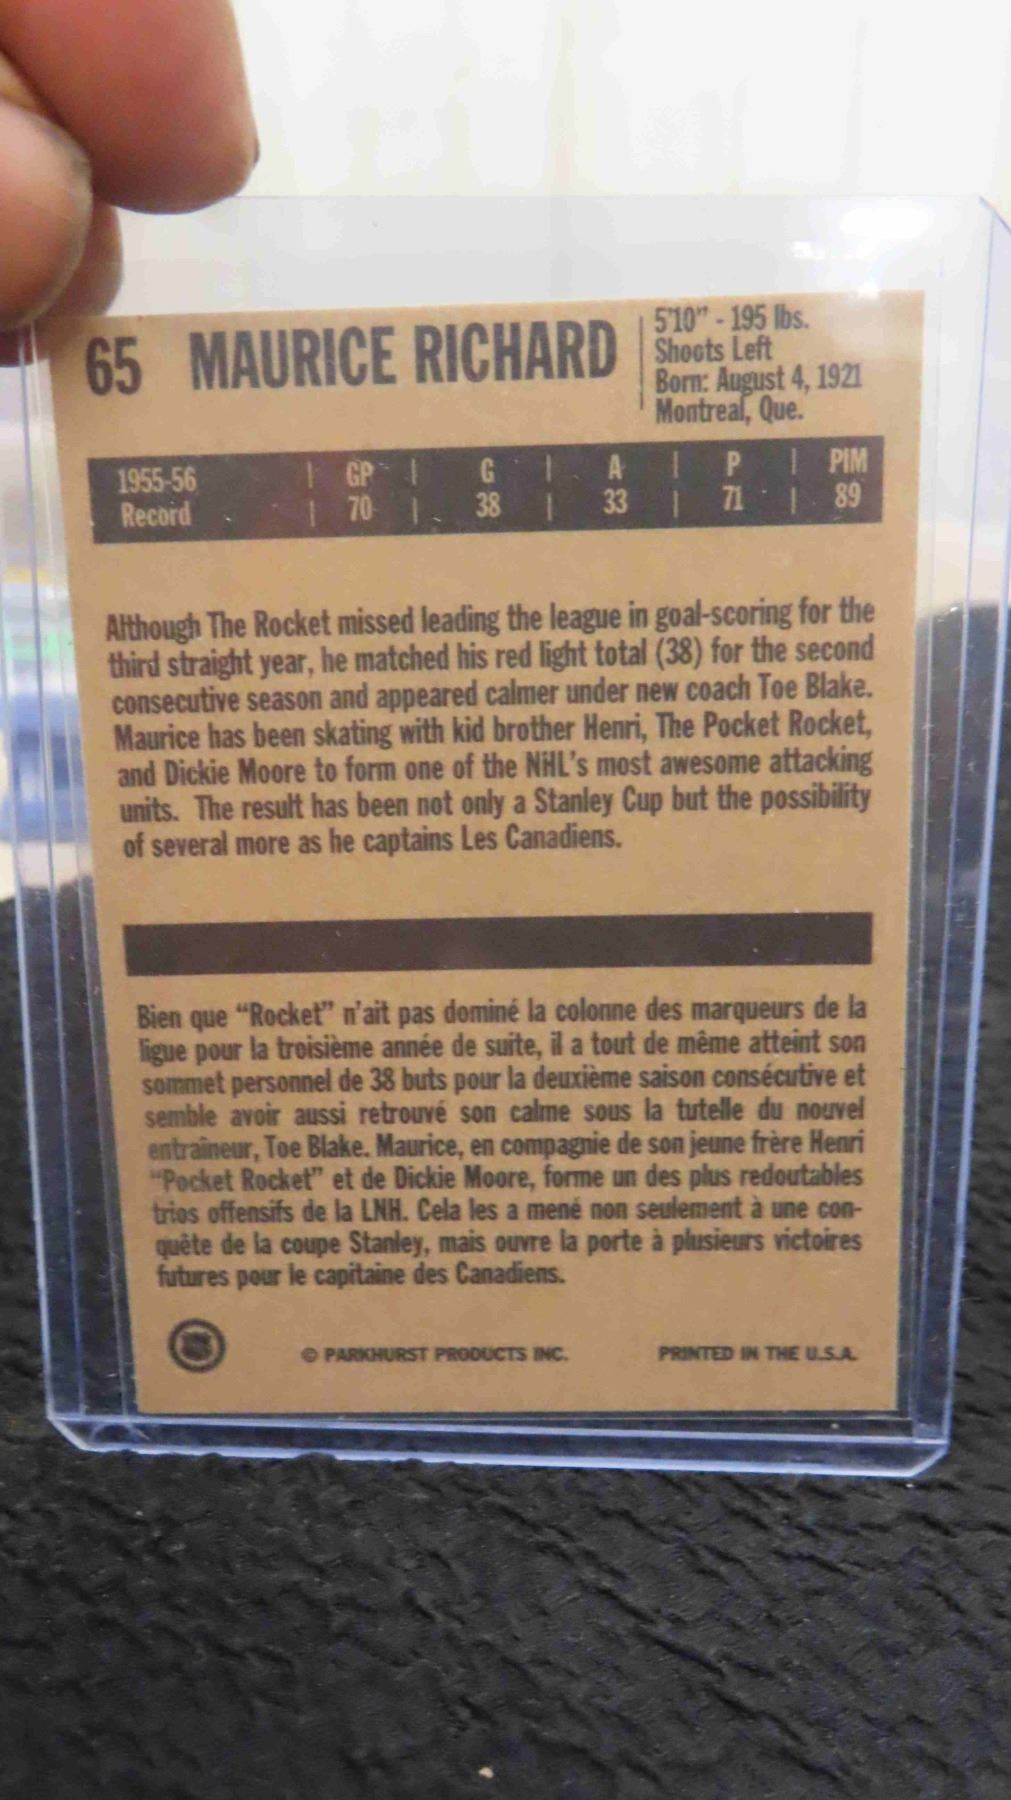 65 MAURICE RICHARD
5'10" - 195 lbs.
Shoots Left
Born: August 4, 1921
Montreal, Que.
1955-56 | GP | G | A | P | PIM
Record | 70 | 38 | 33 | 71 | 89
Although The Rocket missed leading the league in goal-scoring for the
third straight year, he matched his red light total (38) for the second
consecutive season and appeared calmer under new coach Toe Blake.
Maurice has been skating with kid brother Henri, The Pocket Rocket,
and Dickie Moore to form one of the NHL's most awesome attacking
units. The result has been not only a Stanley Cup but the possibility
of several more as he captains Les Canadiens.
Bien que "Rocket" n'ait pas dominé la colonne des marqueurs de la
ligue pour la troisième année de suite, il a tout de même atteint son
sommet personnel de 38 buts pour la deuxième saison consécutive et
semble avoir aussi retrouvé son calme sous la tutelle du nouvel
entraîneur, Toe Blake. Maurice, en compagnie de son jeune frère Henri
"Pocket Rocket" et de Dickie Moore, forme un des plus redoutables
trios offensifs de la LNH. Cela les a mené non seulement à une con-
quête de la coupe Stanley, mais ouvre la porte à plusieurs victoires
futures pour le capitaine des Canadiens.
© PARKHURST PRODUCTS INC. PRINTED IN THE U.S.A.